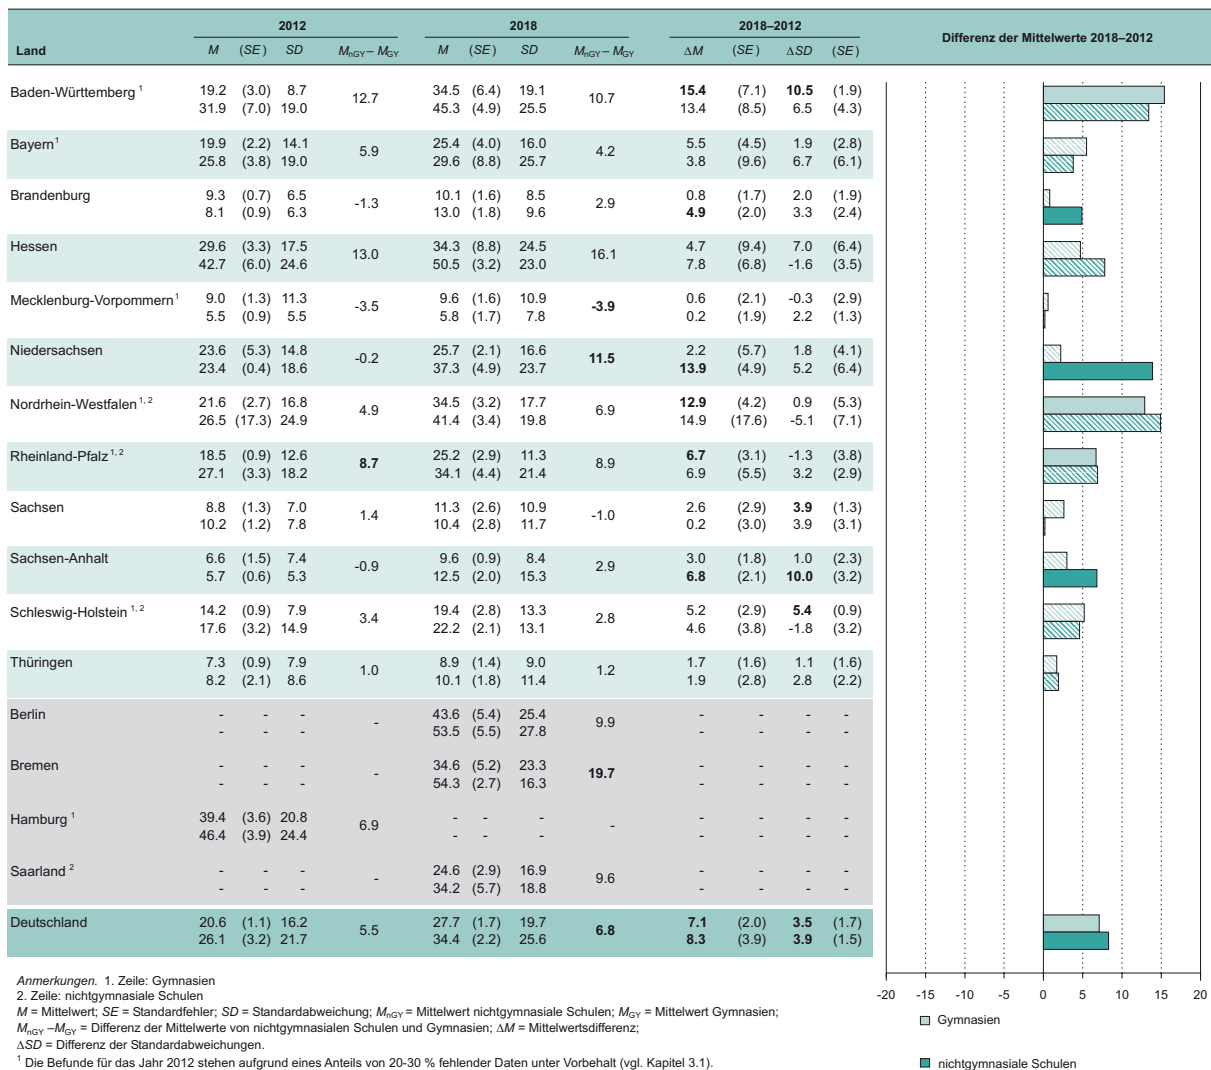 2012 2018 2018–2012 Differenz der Mittelwerte 2018–2012
Land M (SE) SD MnGY – MGY M (SE) SD MnGY – MGY ΔM (SE) ΔSD (SE)
Baden-Württemberg 1 19.2 (3.0) 8.7 12.7 34.5 (6.4) 19.1 10.7 15.4 (7.1) 10.5 (1.9)
31.9 (7.0) 19.0 45.3 (4.9) 25.5 13.4 (8.5) 6.5 (4.3)
Bayern1 19.9 (2.2) 14.1 5.9 25.4 (4.0) 16.0 4.2 5.5 (4.5) 1.9 (2.8)
25.8 (3.8) 19.0 29.6 (8.8) 25.7 3.8 (9.6) 6.7 (6.1)
Brandenburg 9.3 (0.7) 6.5 -1.3 10.1 (1.6) 8.5 2.9 0.8 (1.7) 2.0 (1.9)
8.1 (0.9) 6.3 13.0 (1.8) 9.6 4.9 (2.0) 3.3 (2.4)
Hessen 29.6 (3.3) 17.5 13.0 34.3 (8.8) 24.5 16.1 4.7 (9.4) 7.0 (6.4)
42.7 (6.0) 24.6 50.5 (3.2) 23.0 7.8 (6.8) -1.6 (3.5)
Mecklenburg-Vorpommern1 9.0 (1.3) 11.3 -3.5 9.6 (1.6) 10.9 -3.9 0.6 (2.1) -0.3 (2.9)
5.5 (0.9) 5.5 5.8 (1.7) 7.8 0.2 (1.9) 2.2 (1.3)
Niedersachsen 23.6 (5.3) 14.8 -0.2 25.7 (2.1) 16.6 11.5 2.2 (5.7) 1.8 (4.1)
23.4 (0.4) 18.6 37.3 (4.9) 23.7 13.9 (4.9) 5.2 (6.4)
Nordrhein-Westfalen 1, 2 21.6 (2.7) 16.8 4.9 34.5 (3.2) 17.7 6.9 12.9 (4.2) 0.9 (5.3)
26.5 (17.3) 24.9 41.4 (3.4) 19.8 14.9 (17.6) -5.1 (7.1)
Rheinland-Pfalz 1, 2 18.5 (0.9) 12.6 8.7 25.2 (2.9) 11.3 8.9 6.7 (3.1) -1.3 (3.8)
27.1 (3.3) 18.2 34.1 (4.4) 21.4 6.9 (5.5) 3.2 (2.9)
Sachsen 8.8 (1.3) 7.0 1.4 11.3 (2.6) 10.9 -1.0 2.6 (2.9) 3.9 (1.3)
10.2 (1.2) 7.8 10.4 (2.8) 11.7 0.2 (3.0) 3.9 (3.1)
Sachsen-Anhalt 6.6 (1.5) 7.4 -0.9 9.6 (0.9) 8.4 2.9 3.0 (1.8) 1.0 (2.3)
5.7 (0.6) 5.3 12.5 (2.0) 15.3 6.8 (2.1) 10.0 (3.2)
Schleswig-Holstein 1, 2 14.2 (0.9) 7.9 3.4 19.4 (2.8) 13.3 2.8 5.2 (2.9) 5.4 (0.9)
17.6 (3.2) 14.9 22.2 (2.1) 13.1 4.6 (3.8) -1.8 (3.2)
Thüringen 7.3 (0.9) 7.9 1.0 8.9 (1.4) 9.0 1.2 1.7 (1.6) 1.1 (1.6)
8.2 (2.1) 8.6 10.1 (1.8) 11.4 1.9 (2.8) 2.8 (2.2)
Berlin - - - - 43.6 (5.4) 25.4 9.9 - - - -
- - - 53.5 (5.5) 27.8 - - - -
Bremen - - - - 34.6 (5.2) 23.3 19.7 - - - -
- - - 54.3 (2.7) 16.3 - - - -
Hamburg 1 39.4 (3.6) 20.8 6.9 - - - - - - - -
46.4 (3.9) 24.4 - - - - - - -
Saarland 2 - - - - 24.6 (2.9) 16.9 9.6 - - - -
- - - 34.2 (5.7) 18.8 - - - -
Deutschland 20.6 (1.1) 16.2 5.5 27.7 (1.7) 19.7 6.8 7.1 (2.0) 3.5 (1.7)
26.1 (3.2) 21.7 34.4 (2.2) 25.6 8.3 (3.9) 3.9 (1.5)
-20 -15 -10 -5 0 5 10 15 20
Gymnasien
nichtgymnasiale Schulen
Anmerkungen. 1. Zeile: Gymnasien
2. Zeile: nichtgymnasiale Schulen
M = Mittelwert; SE = Standardfehler; SD = Standardabweichung; MnGY = Mittelwert nichtgymnasiale Schulen; MGY = Mittelwert Gymnasien;
MnGY –MGY = Differenz der Mittelwerte von nichtgymnasialen Schulen und Gymnasien; ΔM = Mittelwertsdifferenz;
ΔSD = Differenz der Standardabweichungen.
1 Die Befunde für das Jahr 2012 stehen aufgrund eines Anteils von 20-30 % fehlender Daten unter Vorbehalt (vgl. Kapitel 3.1).